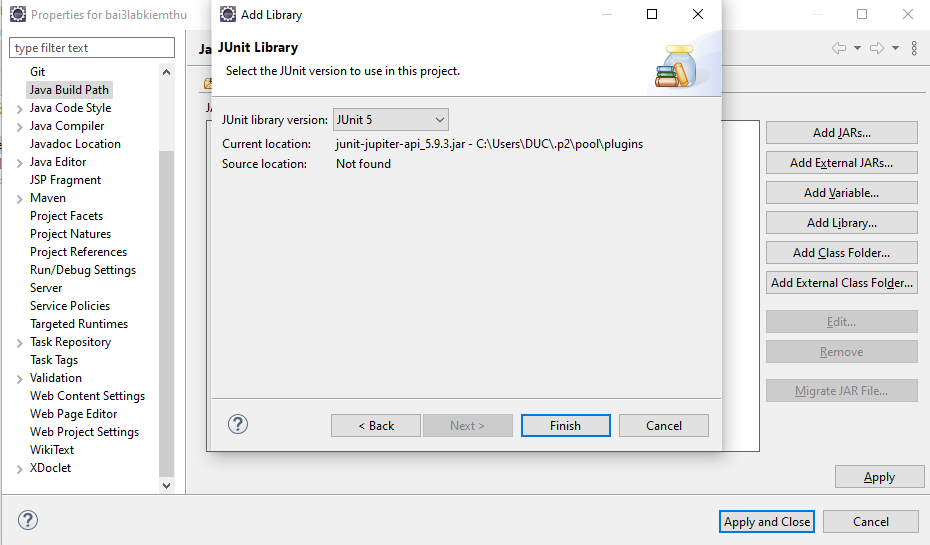 Properties for bai3labkiemthu
type filter text
Git
Java Build Path
Java Code Style
Java Compiler
Javadoc Location
Java Editor
JSP Fragment
Maven
Project Facets
Project Natures
Project References
Run/Debug Settings
Server
Service Policies
Targeted Runtimes
Task Repository
Task Tags
Validation
Web Content Settings
Web Page Editor
Web Project Settings
WikiText
XDoclet
Ja
JA
Add Library
JUnit Library
Select the JUnit version to use in this project.
JUnit library version: JUnit 5
Current location: junit-jupiter-api_5.9.3.jar - C:\Users\DUC\.p2\pool\plugins
Source location: Not found
? < Back Next > Finish Cancel
Add JARs...
Add External JARs...
Add Variable...
Add Library...
Add Class Folder...
Add External Class Folder...
Edit...
Remove
Migrate JAR File...
Apply
? Apply and Close Cancel